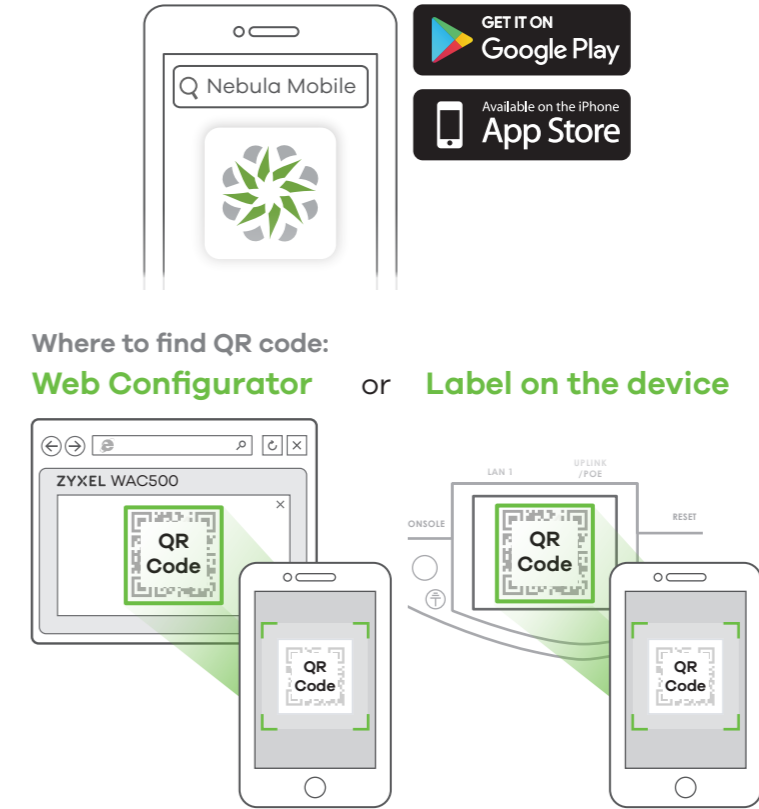 Nebula Mobile
GET IT ON
Google Play
Available on the iPhone
App Store
Where to find QR code:
Web Configurator or Label on the device
ZYXEL WAC500
QR
Code
QR
Code
LAN 1
UPLINK
/POE
ONSOLE
RESET
QR
Code
QR
Code